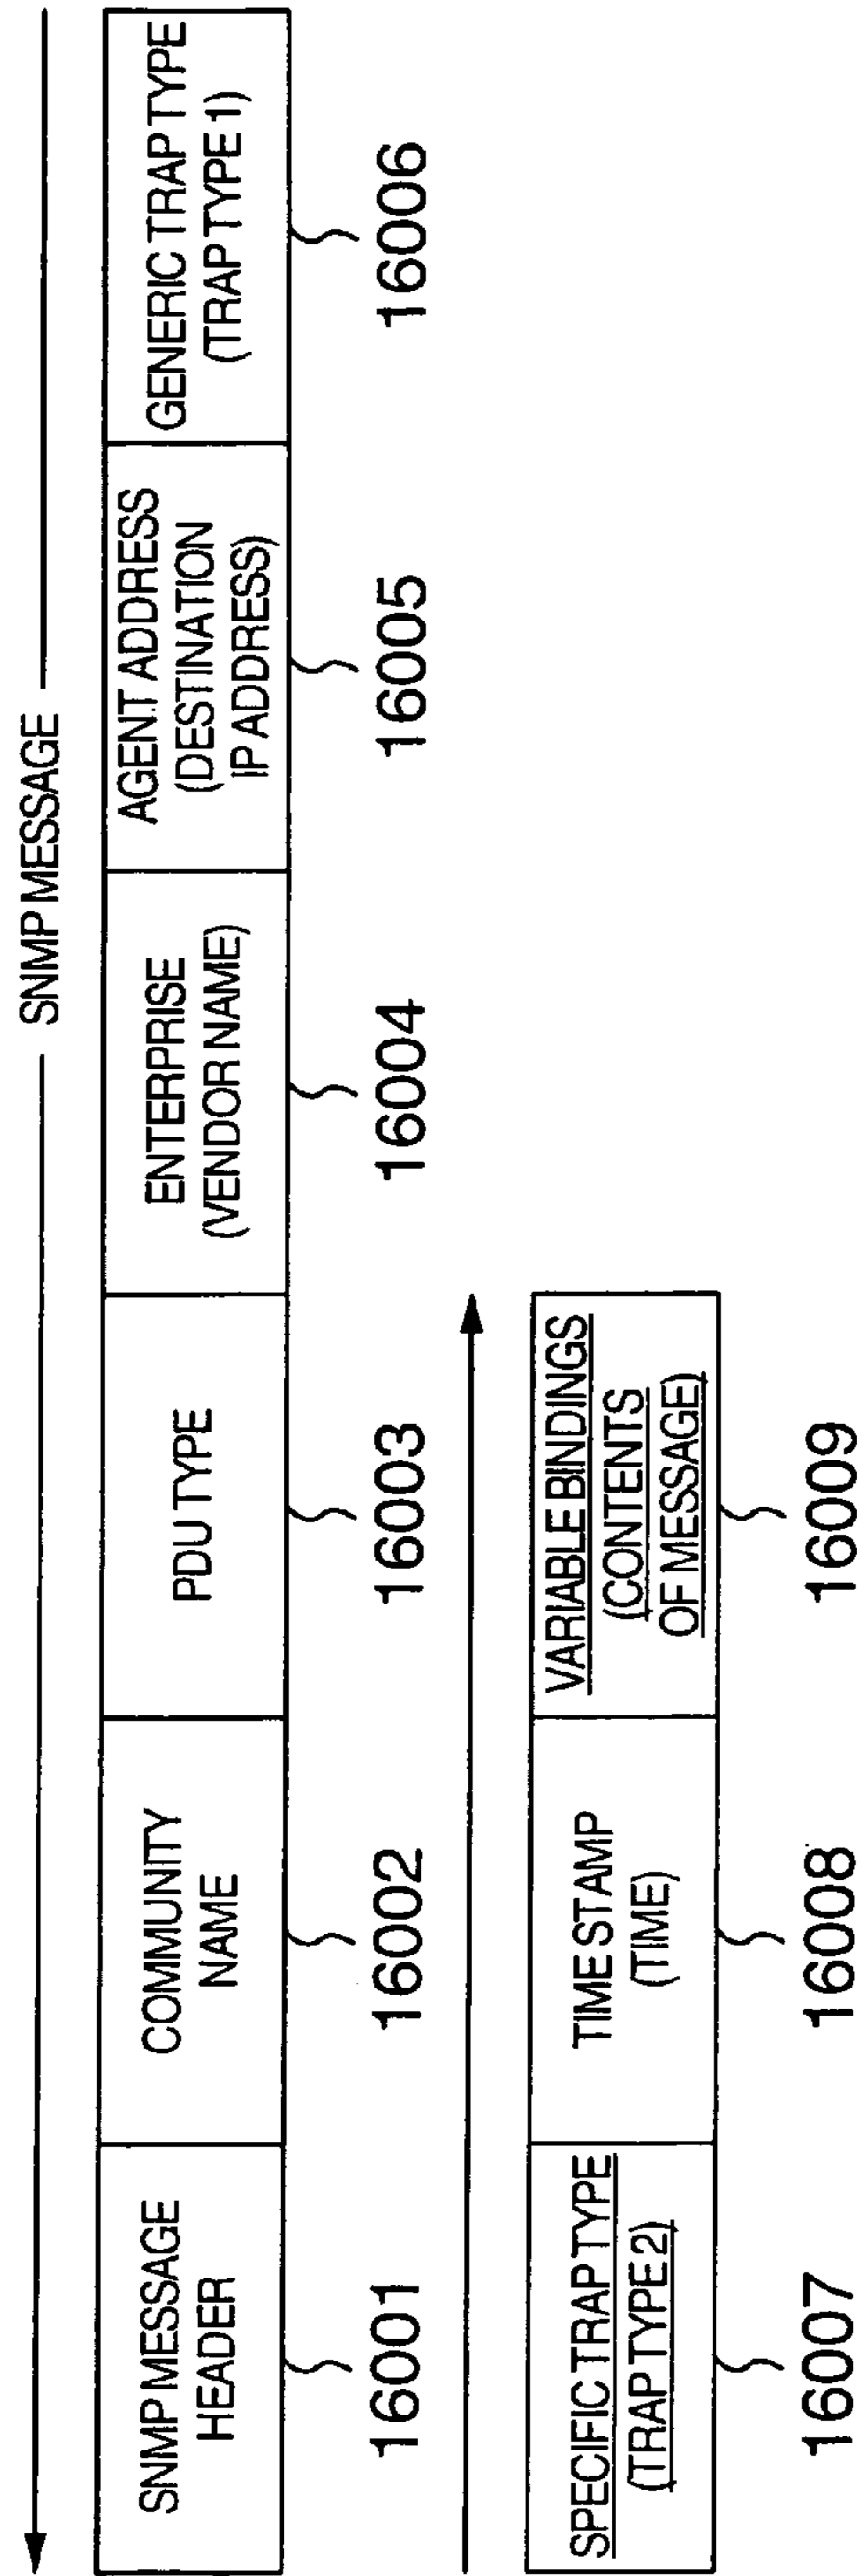 SNMP MESSAGE
SNMP MESSAGE
HEADER
COMMUNITY
NAME
PDU TYPE
ENTERPRISE
(VENDOR NAME)
AGENT ADDRESS
(DESTINATION
IP ADDRESS)
GENERIC TRAP TYPE
(TRAP TYPE 1)
16001
16002
16003
16004
16005
16006
SPECIFIC TRAP TYPE
(TRAP TYPE 2)
TIME STAMP
(TIME)
VARIABLE BINDINGS
(CONTENTS
OF MESSAGE)
16007
16008
16009